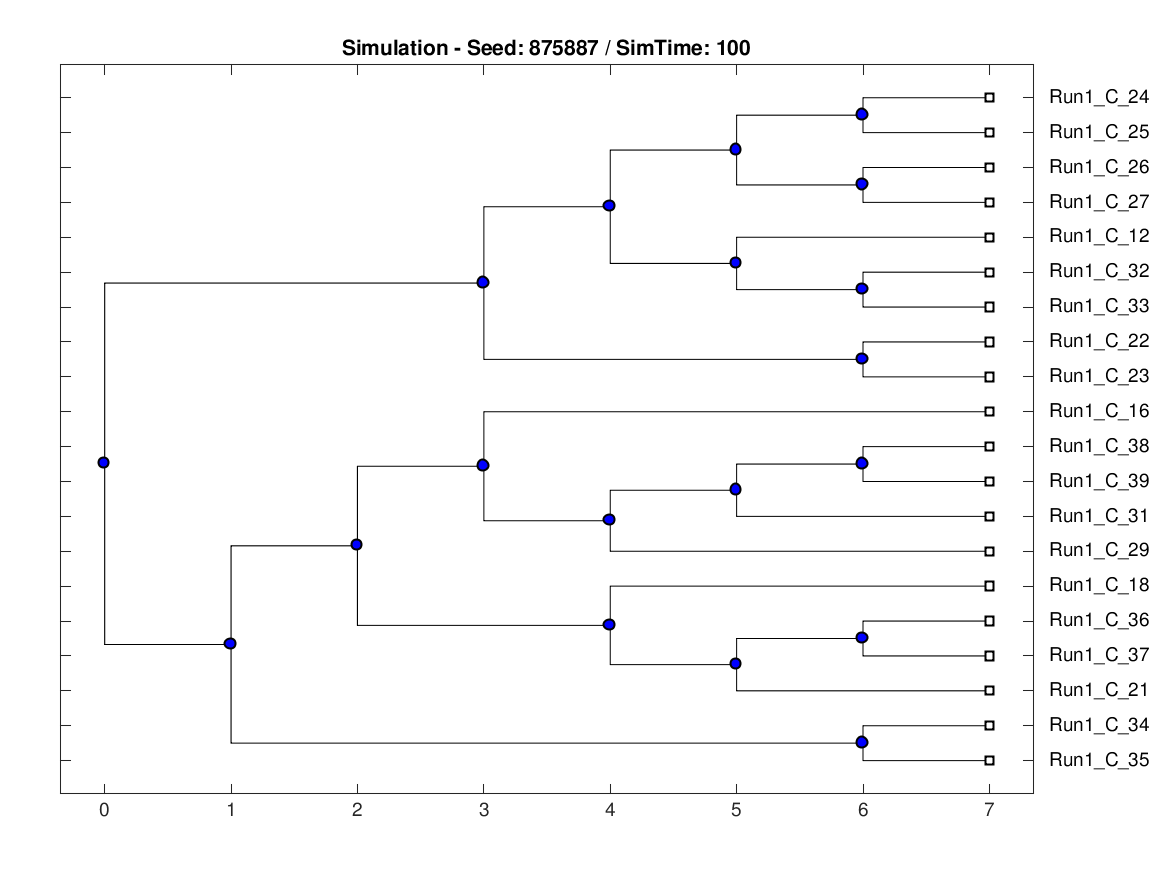 Simulation - Seed: 875887 / SimTime: 100
Run1_C_24
Run1_C_25
Run1_C_26
Run1_C_27
Run1_C_12
Run1_C_32
Run1_C_33
Run1_C_22
Run1_C_23
Run1_C_16
Run1_C_38
Run1_C_39
Run1_C_31
Run1_C_29
Run1_C_18
Run1_C_36
Run1_C_37
Run1_C_21
Run1_C_34
Run1_C_35
0 1 2 3 4 5 6 7